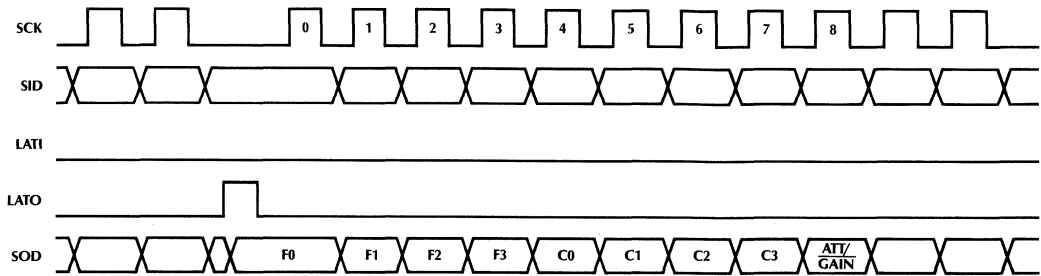 SCK 0 1 2 3 4 5 6 7 8
SID
LATI
LATO
SOD F0 F1 F2 F3 C0 C1 C2 C3 ATT/
GAIN